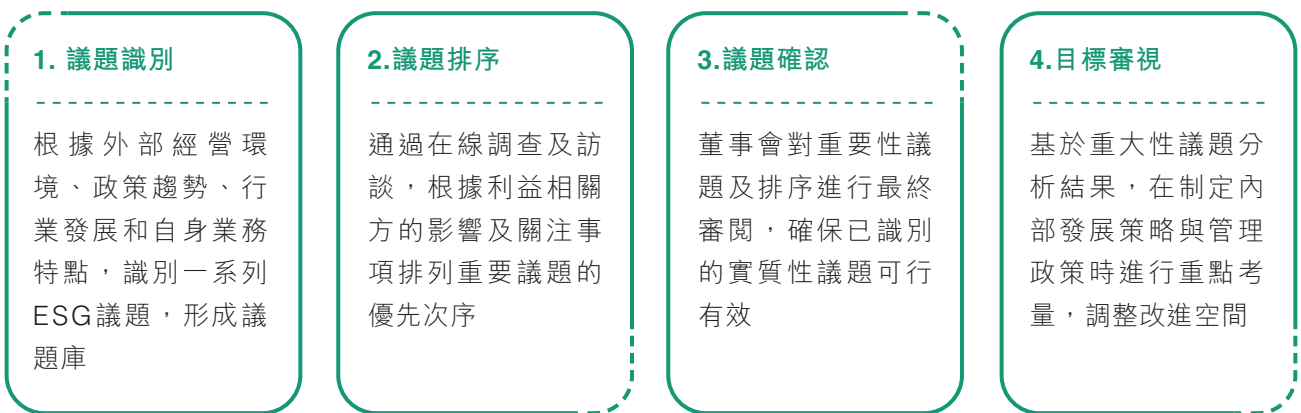 1. 議題識別
根據外部經營環
境、政策趨勢、行
業發展和自身業務
特點，識別一系列
ESG議題，形成議
題庫
2.議題排序
通過在線調查及訪
談，根據利益相關
方的影響及關注事
項排列重要議題的
優先次序
3.議題確認
董事會對重要性議
題及排序進行最終
審閱，確保已識別
的實質性議題可行
有效
4.目標審視
基於重大性議題分
析結果，在制定內
部發展策略與管理
政策時進行重點考
量，調整改進空間